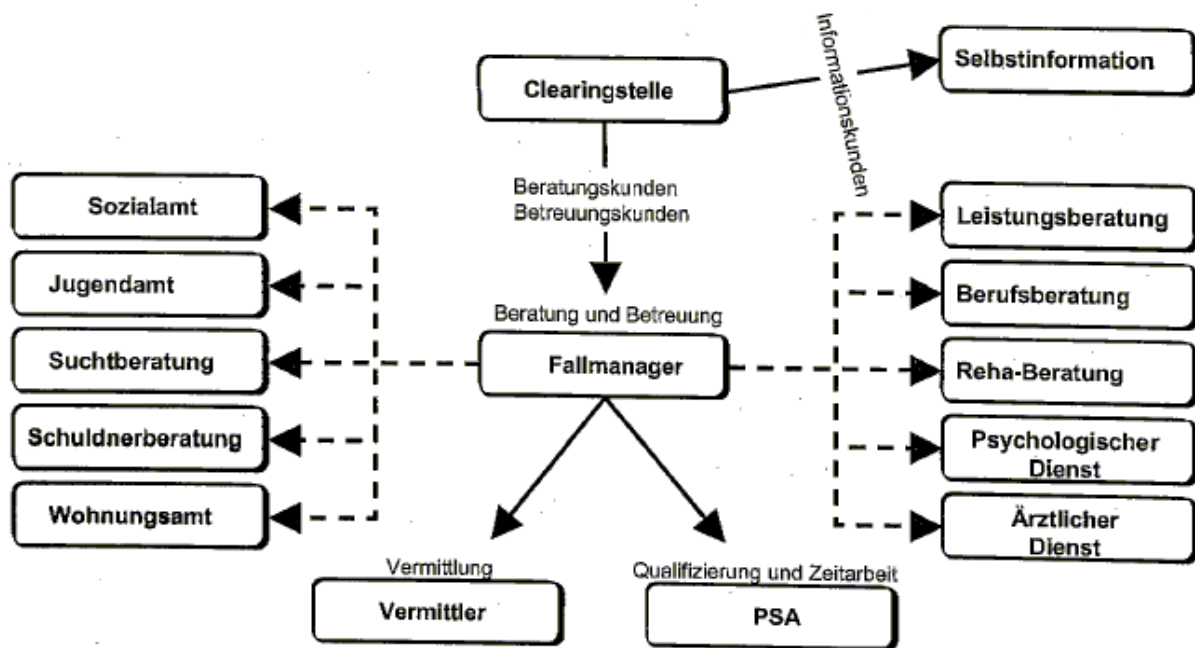 Informationskunden
Selbstinformation
Clearingstelle
Beratungskunden
Betreuungskunden
Sozialamt
Jugendamt
Suchtberatung
Schuldnerberatung
Wohnungsamt
Beratung und Betreuung
Fallmanager
Leistungsberatung
Berufsberatung
Reha-Beratung
Psychologischer
Dienst
Ärztlicher
Dienst
Vermittlung
Vermittler
Qualifizierung und Zeitarbeit
PSA